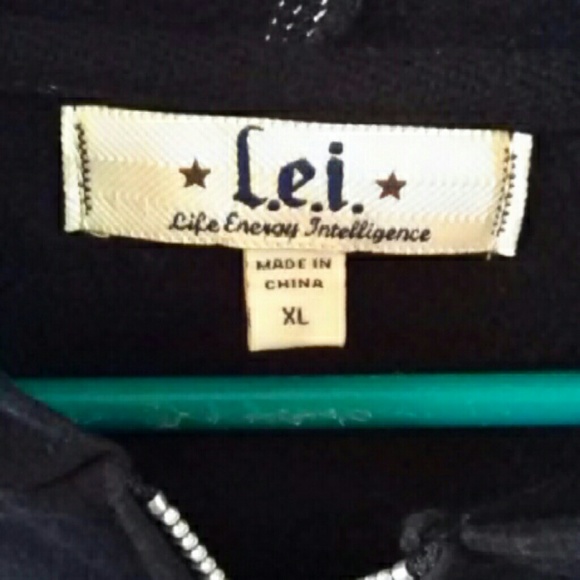 l.e.i.
Life Energy Intelligence
MADE IN
CHINA
XL